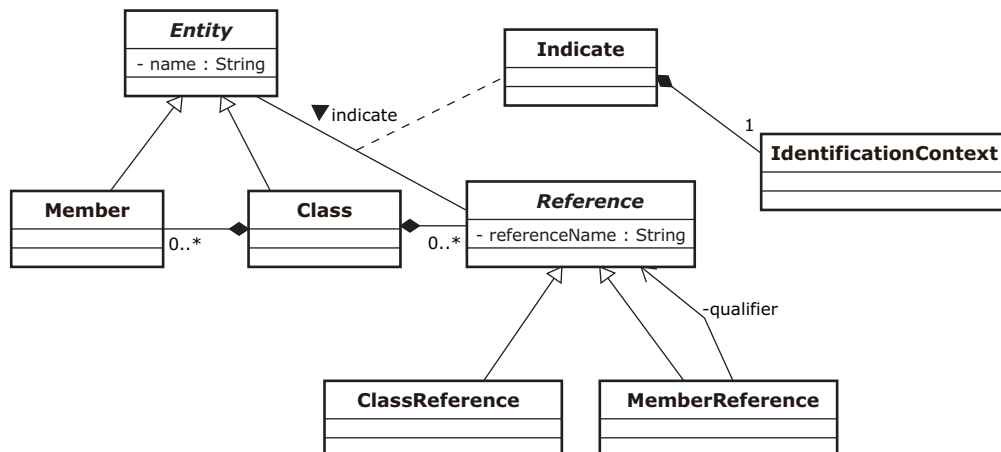 Entity
- name : String
Indicate
▼indicate
1
IdentificationContext
Member
0..*
Class
0..*
Reference
- referenceName : String
-qualifier
ClassReference
MemberReference